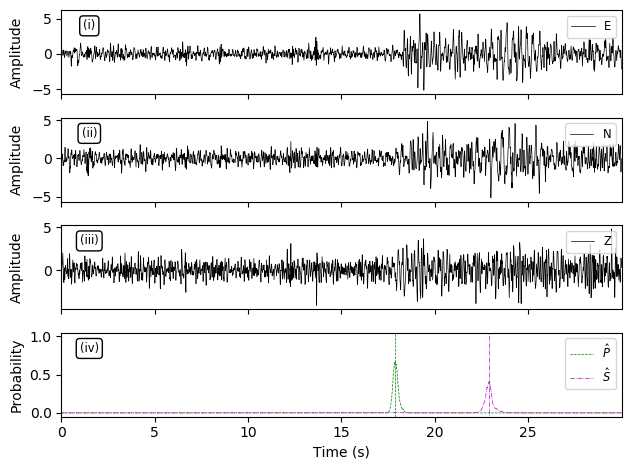 Amplitude
5
0
−5
(i)
E
Amplitude
5
0
−5
(ii)
N
Amplitude
5
0
(iii)
Z
Probability
1.0
0.5
0.0
(iv)
P̂
Ŝ
0 5 10 15 20 25
Time (s)